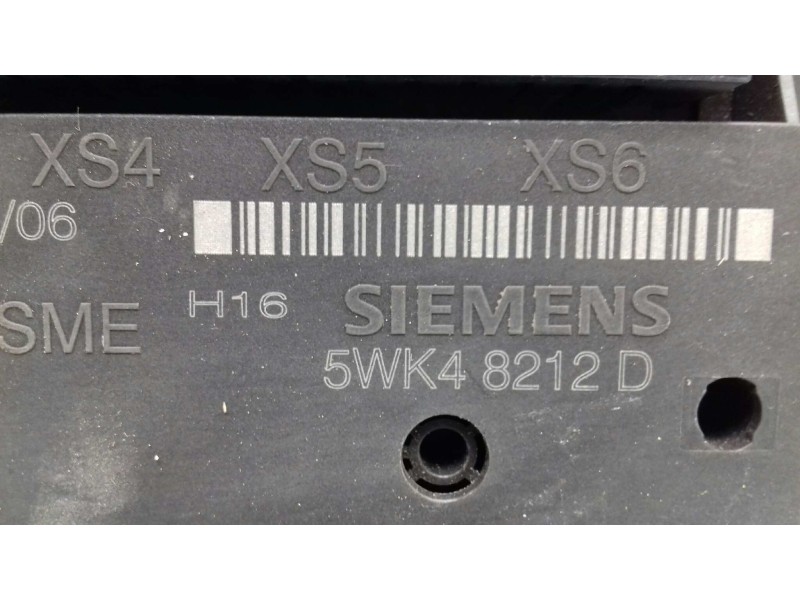 XS4 XS5 XS6
/06
H16 SIEMENS
SME
5WK4 8212 D